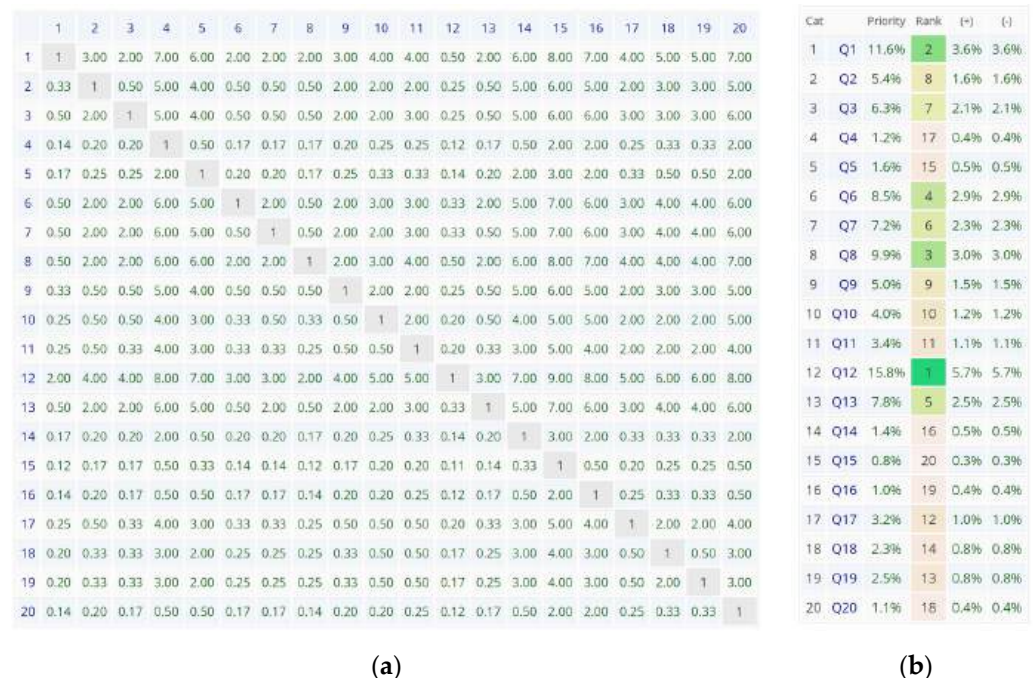 1 2 3 4 5 6 7 8 9 10 11 12 13 14 15 16 17 18 19 20
1 1 3.00 2.00 7.00 6.00 2.00 2.00 2.00 3.00 4.00 4.00 0.50 2.00 6.00 8.00 7.00 4.00 5.00 5.00 7.00
2 0.33 1 0.50 5.00 4.00 0.50 0.50 0.50 2.00 2.00 2.00 0.25 0.50 5.00 6.00 5.00 2.00 3.00 3.00 5.00
3 0.50 2.00 1 5.00 4.00 0.50 0.50 0.50 2.00 2.00 3.00 0.25 0.50 5.00 6.00 6.00 3.00 3.00 3.00 6.00
4 0.14 0.20 0.20 1 0.50 0.17 0.17 0.17 0.20 0.25 0.25 0.12 0.17 0.50 2.00 2.00 0.25 0.33 0.33 2.00
5 0.17 0.25 0.25 2.00 1 0.20 0.20 0.17 0.25 0.33 0.33 0.14 0.20 2.00 3.00 2.00 0.33 0.50 0.50 2.00
6 0.50 2.00 2.00 6.00 5.00 1 2.00 0.50 2.00 3.00 3.00 0.33 2.00 5.00 7.00 6.00 3.00 4.00 4.00 6.00
7 0.50 2.00 2.00 6.00 5.00 0.50 1 0.50 2.00 2.00 3.00 0.33 0.50 5.00 7.00 6.00 3.00 4.00 4.00 6.00
8 0.50 2.00 2.00 6.00 6.00 2.00 2.00 1 2.00 3.00 4.00 0.50 2.00 6.00 8.00 7.00 4.00 4.00 4.00 7.00
9 0.33 0.50 0.50 5.00 4.00 0.50 0.50 0.50 1 2.00 2.00 0.25 0.50 5.00 6.00 5.00 2.00 3.00 3.00 5.00
10 0.25 0.50 0.50 4.00 3.00 0.33 0.50 0.33 0.50 1 2.00 0.20 0.50 4.00 5.00 5.00 2.00 2.00 2.00 5.00
11 0.25 0.50 0.33 4.00 3.00 0.33 0.33 0.25 0.50 0.50 1 0.20 0.33 3.00 5.00 4.00 2.00 2.00 2.00 4.00
12 2.00 4.00 4.00 8.00 7.00 3.00 3.00 2.00 4.00 5.00 5.00 1 3.00 7.00 9.00 8.00 5.00 6.00 6.00 8.00
13 0.50 2.00 2.00 6.00 5.00 0.50 2.00 0.50 2.00 2.00 3.00 0.33 1 5.00 7.00 6.00 3.00 4.00 4.00 6.00
14 0.17 0.20 0.20 2.00 0.50 0.20 0.20 0.17 0.20 0.25 0.33 0.14 0.20 1 3.00 2.00 0.33 0.33 0.33 2.00
15 0.12 0.17 0.17 0.50 0.33 0.14 0.14 0.12 0.17 0.20 0.20 0.11 0.14 0.33 1 0.50 0.20 0.25 0.25 0.50
16 0.14 0.20 0.17 0.50 0.50 0.17 0.17 0.14 0.20 0.20 0.25 0.12 0.17 0.50 2.00 1 0.25 0.33 0.33 0.50
17 0.25 0.50 0.33 4.00 3.00 0.33 0.33 0.25 0.50 0.50 0.50 0.20 0.33 3.00 5.00 4.00 1 2.00 2.00 4.00
18 0.20 0.33 0.33 3.00 2.00 0.25 0.25 0.25 0.33 0.50 0.50 0.17 0.25 3.00 4.00 3.00 0.50 1 0.50 3.00
19 0.20 0.33 0.33 3.00 2.00 0.25 0.25 0.25 0.33 0.50 0.50 0.17 0.25 3.00 4.00 3.00 0.50 2.00 1 3.00
20 0.14 0.20 0.17 0.50 0.50 0.17 0.17 0.14 0.20 0.20 0.25 0.12 0.17 0.50 2.00 2.00 0.25 0.33 0.33 1
(a)
Cat Priority Rank (+) (-)
1 Q1 11.6% 2 3.6% 3.6%
2 Q2 5.4% 8 1.6% 1.6%
3 Q3 6.3% 7 2.1% 2.1%
4 Q4 1.2% 17 0.4% 0.4%
5 Q5 1.6% 15 0.5% 0.5%
6 Q6 8.5% 4 2.9% 2.9%
7 Q7 7.2% 6 2.3% 2.3%
8 Q8 9.9% 3 3.0% 3.0%
9 Q9 5.0% 9 1.5% 1.5%
10 Q10 4.0% 10 1.2% 1.2%
11 Q11 3.4% 11 1.1% 1.1%
12 Q12 15.8% 1 5.7% 5.7%
13 Q13 7.8% 5 2.5% 2.5%
14 Q14 1.4% 16 0.5% 0.5%
15 Q15 0.8% 20 0.3% 0.3%
16 Q16 1.0% 19 0.4% 0.4%
17 Q17 3.2% 12 1.0% 1.0%
18 Q18 2.3% 14 0.8% 0.8%
19 Q19 2.5% 13 0.8% 0.8%
20 Q20 1.1% 18 0.4% 0.4%
(b)